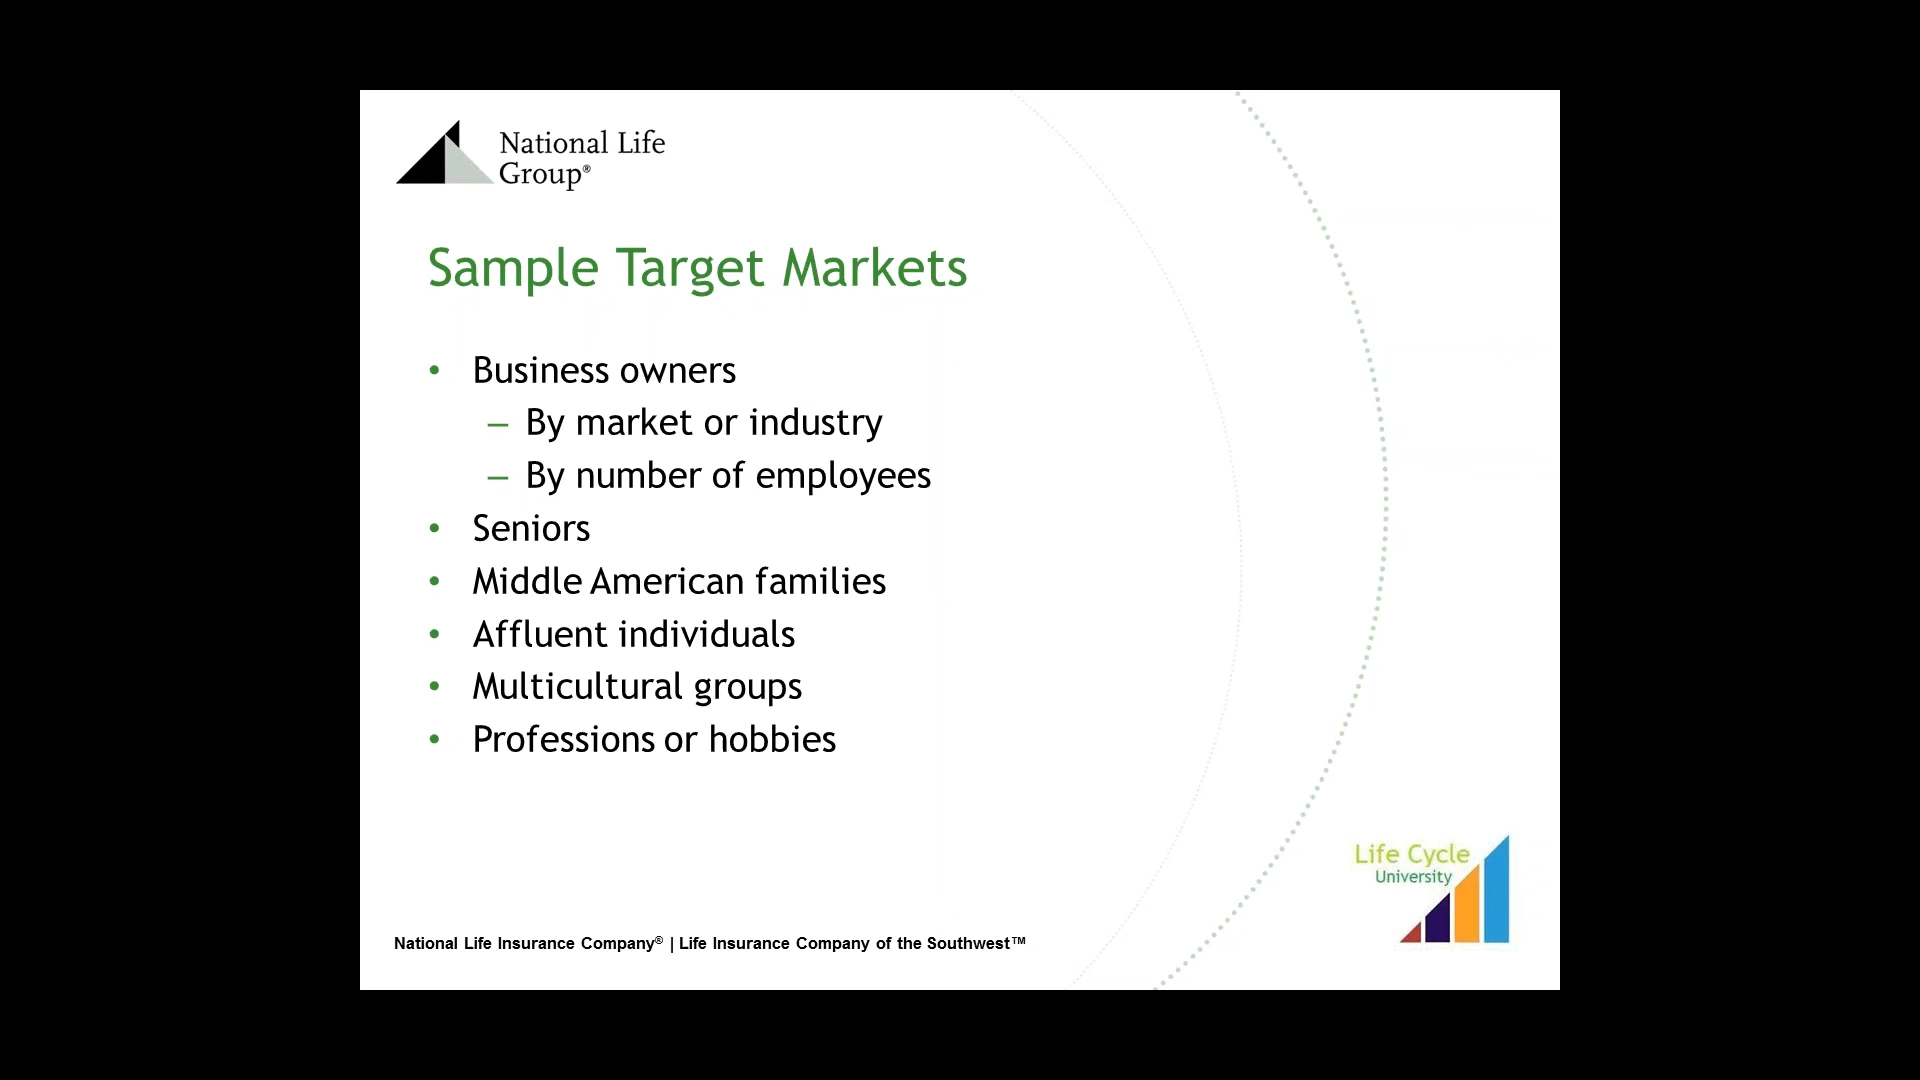 National Life
Group®
Sample Target Markets
• Business owners
– By market or industry
– By number of employees
• Seniors
• Middle American families
• Affluent individuals
• Multicultural groups
• Professions or hobbies
Life Cycle
University
National Life Insurance Company® | Life Insurance Company of the Southwest™